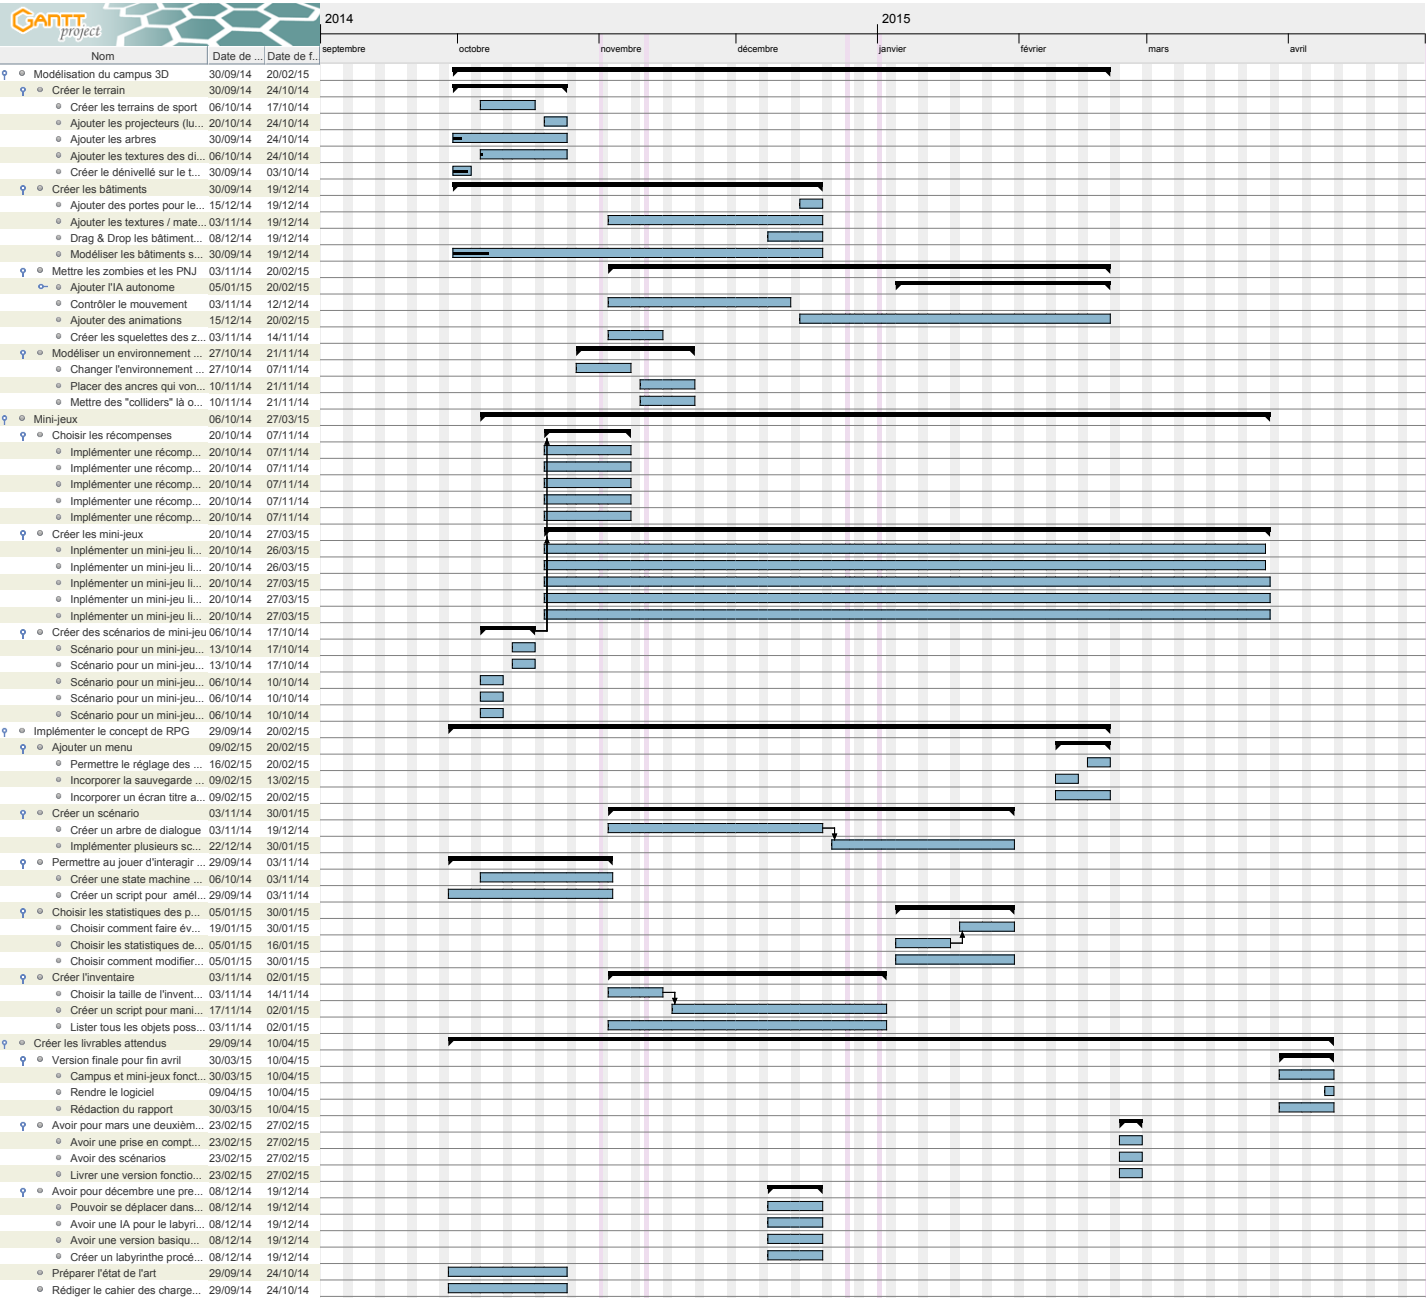 GANTT project
2014 2015
septembre octobre novembre décembre janvier février mars avril
Nom Date de ... Date de f...
Modélisation du campus 3D 30/09/14 20/02/15
Créer le terrain 30/09/14 24/10/14
Créer les terrains de sport 06/10/14 17/10/14
Ajouter les projecteurs (lu... 20/10/14 24/10/14
Ajouter les arbres 30/09/14 24/10/14
Ajouter les textures des di... 06/10/14 24/10/14
Créer le dénivellé sur le t... 30/09/14 03/10/14
Créer les bâtiments 30/09/14 19/12/14
Ajouter des portes pour le... 15/12/14 19/12/14
Ajouter les textures / mate... 03/11/14 19/12/14
Drag & Drop les bâtiment... 08/12/14 19/12/14
Modéliser les bâtiments s... 30/09/14 19/12/14
Mettre les zombies et les PNJ 03/11/14 20/02/15
Ajouter l'IA autonome 05/01/15 20/02/15
Contrôler le mouvement 03/11/14 12/12/14
Ajouter des animations 15/12/14 20/02/15
Créer les squelettes des z... 03/11/14 14/11/14
Modéliser un environnement ... 27/10/14 21/11/14
Changer l'environnement ... 27/10/14 07/11/14
Placer des ancres qui von... 10/11/14 21/11/14
Mettre des "colliders" là o... 10/11/14 21/11/14
Mini-jeux 06/10/14 27/03/15
Choisir les récompenses 20/10/14 07/11/14
Implémenter une récomp... 20/10/14 07/11/14
Implémenter une récomp... 20/10/14 07/11/14
Implémenter une récomp... 20/10/14 07/11/14
Implémenter une récomp... 20/10/14 07/11/14
Implémenter une récomp... 20/10/14 07/11/14
Créer les mini-jeux 20/10/14 27/03/15
Inplémenter un mini-jeu li... 20/10/14 26/03/15
Inplémenter un mini-jeu li... 20/10/14 26/03/15
Inplémenter un mini-jeu li... 20/10/14 27/03/15
Inplémenter un mini-jeu li... 20/10/14 27/03/15
Inplémenter un mini-jeu li... 20/10/14 27/03/15
Créer des scénarios de mini-jeu 06/10/14 17/10/14
Scénario pour un mini-jeu... 13/10/14 17/10/14
Scénario pour un mini-jeu... 13/10/14 17/10/14
Scénario pour un mini-jeu... 06/10/14 10/10/14
Scénario pour un mini-jeu... 06/10/14 10/10/14
Scénario pour un mini-jeu... 06/10/14 10/10/14
Implémenter le concept de RPG 29/09/14 20/02/15
Ajouter un menu 09/02/15 20/02/15
Permettre le réglage des ... 16/02/15 20/02/15
Incorporer la sauvegarde ... 09/02/15 13/02/15
Incorporer un écran titre a... 09/02/15 20/02/15
Créer un scénario 03/11/14 30/01/15
Créer un arbre de dialogue 03/11/14 19/12/14
Implémenter plusieurs sc... 22/12/14 30/01/15
Permettre au jouer d'interagir ... 29/09/14 03/11/14
Créer une state machine ... 06/10/14 03/11/14
Créer un script pour amél... 29/09/14 03/11/14
Choisir les statistiques des p... 05/01/15 30/01/15
Choisir comment faire év... 19/01/15 30/01/15
Choisir les statistiques de... 05/01/15 16/01/15
Choisir comment modifier... 05/01/15 30/01/15
Créer l'inventaire 03/11/14 02/01/15
Choisir la taille de l'invent... 03/11/14 14/11/14
Créer un script pour mani... 17/11/14 02/01/15
Lister tous les objets poss... 03/11/14 02/01/15
Créer les livrables attendus 29/09/14 10/04/15
Version finale pour fin avril 30/03/15 10/04/15
Campus et mini-jeux fonct... 30/03/15 10/04/15
Rendre le logiciel 09/04/15 10/04/15
Rédaction du rapport 30/03/15 10/04/15
Avoir pour mars une deuxièm... 23/02/15 27/02/15
Avoir une prise en compt... 23/02/15 27/02/15
Avoir des scénarios 23/02/15 27/02/15
Livrer une version fonctio... 23/02/15 27/02/15
Avoir pour décembre une pre... 08/12/14 19/12/14
Pouvoir se déplacer dans... 08/12/14 19/12/14
Avoir une IA pour le labyri... 08/12/14 19/12/14
Avoir une version basiqu... 08/12/14 19/12/14
Créer un labyrinthe procé... 08/12/14 19/12/14
Préparer l'état de l'art 29/09/14 24/10/14
Rédiger le cahier des charge... 29/09/14 24/10/14